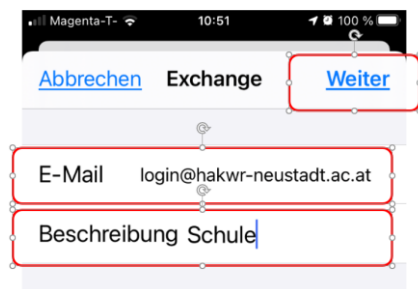 Magenta-T- 10:51 100 %
Abbrechen Exchange Weiter
E-Mail login@hakwr-neustadt.ac.at
Beschreibung Schule